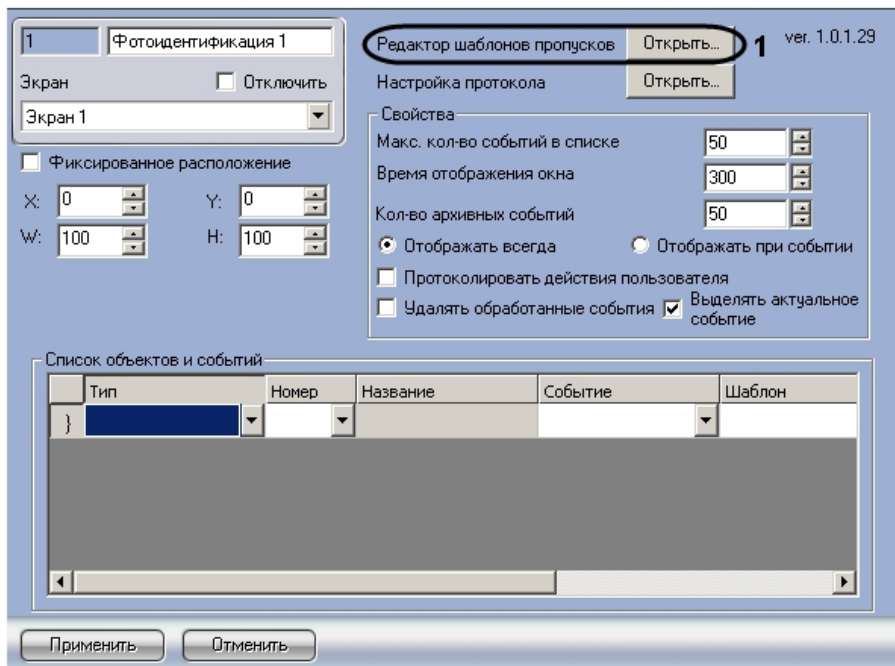 1 Фотоидентификация 1
Экран Отключить
Экран 1
Фиксированное расположение
X: 0 Y: 0
W: 100 H: 100
Редактор шаблонов пропусков Открыть... 1 ver. 1.0.1.29
Настройка протокола Открыть...
Свойства
Макс. кол-во событий в списке 50
Время отображения окна 300
Кол-во архивных событий 50
Отображать всегда Отображать при событии
Протоколировать действия пользователя
Удалять обработанные события Выделять актуальное
событие
Список объектов и событий
Тип Номер Название Событие Шаблон
}
Применить Отменить